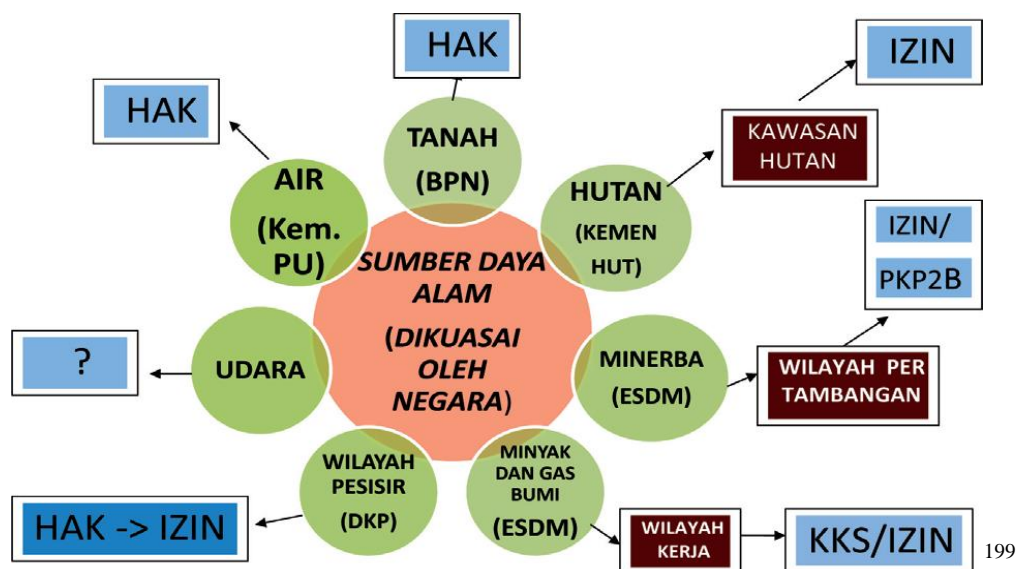 HAK
HAK
TANAH
(BPN)
IZIN
KAWASAN
HUTAN
AIR
(Kem.
PU)
HUTAN
(KEMEN
HUT)
SUMBER DAYA
ALAM
(DIKUASAI
OLEH
NEGARA)
IZIN/
PKP2B
?
UDARA
MINERBA
(ESDM)
WILAYAH PER
TAMBANGAN
WILAYAH
PESISIR
(DKP)
MINYAK
DAN GAS
BUMI
(ESDM)
HAK -> IZIN
WILAYAH
KERJA
KKS/IZIN
199